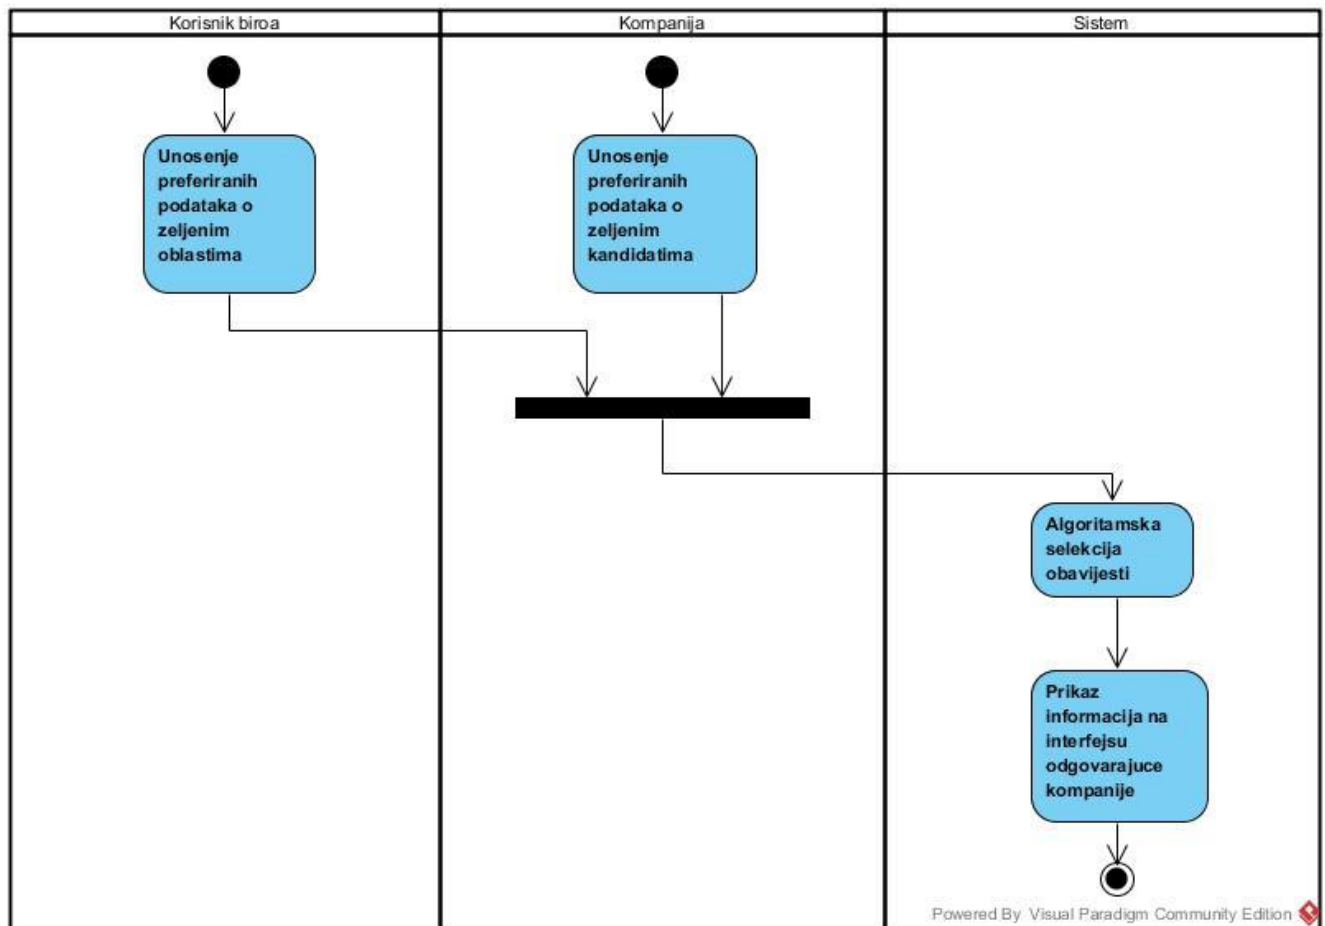 Korisnik biroa
Kompanija
Sistem
Unosenje
preferiranih
podataka o
zeljenim
oblastima
Unosenje
preferiranih
podataka o
zeljenim
kandidatima
Algoritamska
selekcija
obavijesti
Prikaz
informacija na
interfejsu
odgovarajuce
kompanije
Powered By Visual Paradigm Community Edition